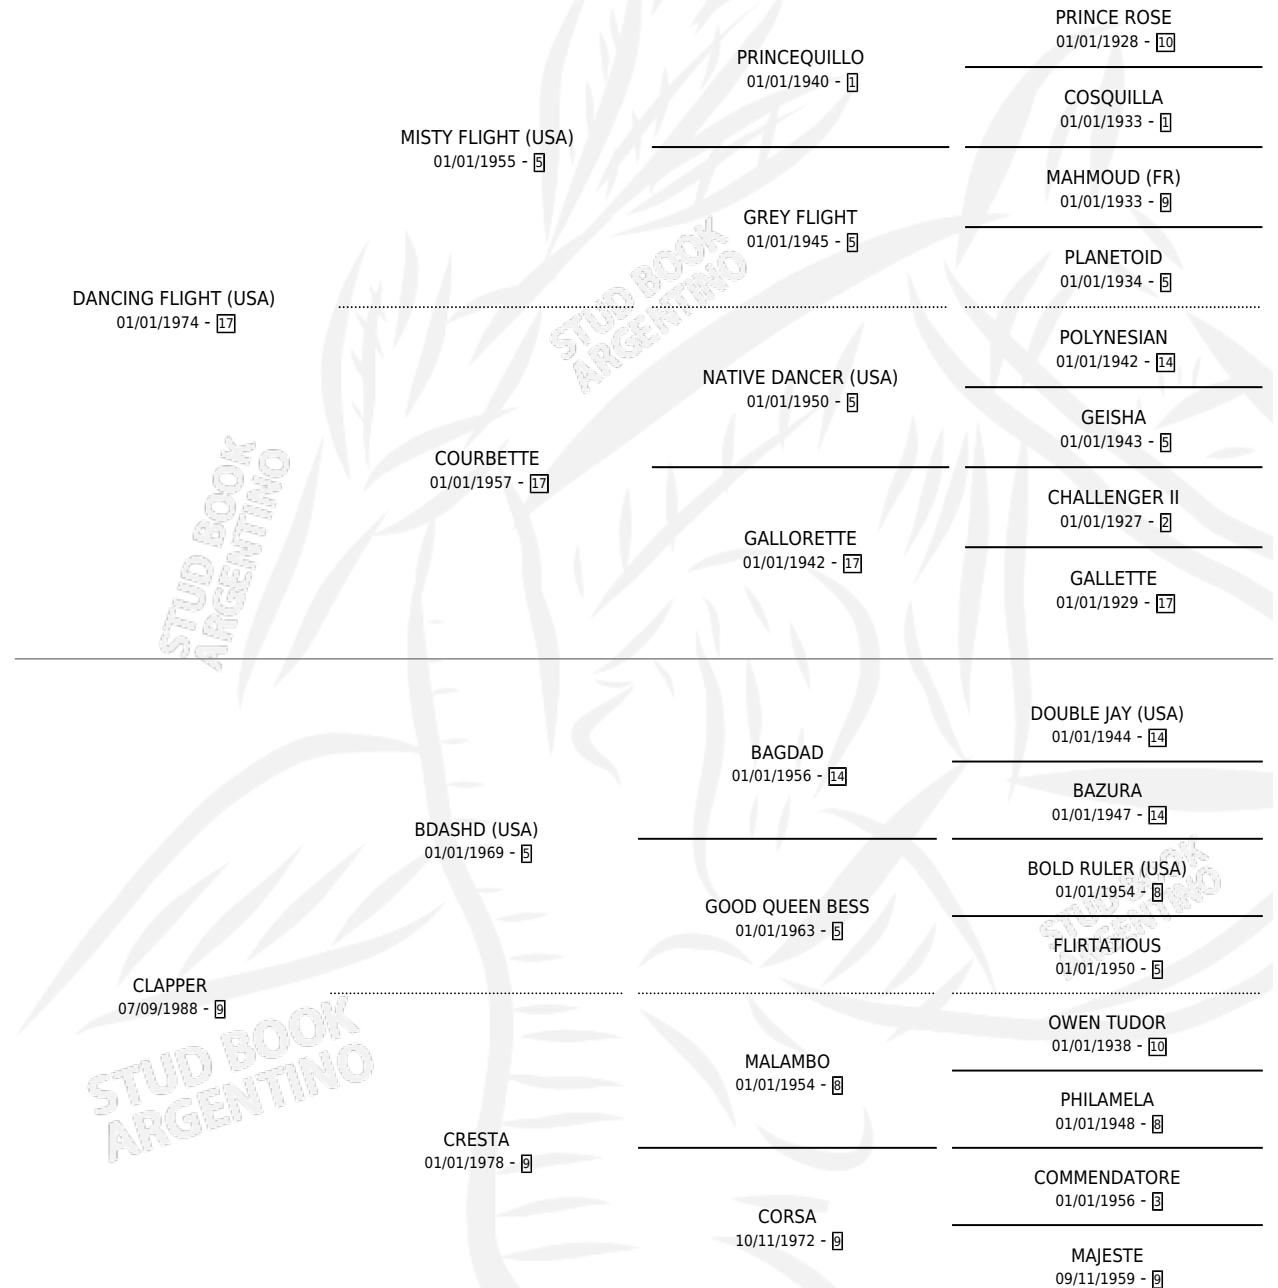 PRINCE ROSE
01/01/1928 - 10
PRINCEQUILLO
01/01/1940 - 1
COSQUILLA
01/01/1933 - 1
MISTY FLIGHT (USA)
01/01/1955 - 5
MAHMOUD (FR)
01/01/1933 - 9
GREY FLIGHT
01/01/1945 - 5
PLANETOID
01/01/1934 - 5
DANCING FLIGHT (USA)
01/01/1974 - 17
POLYNESIAN
01/01/1942 - 14
NATIVE DANCER (USA)
01/01/1950 - 5
GEISHA
01/01/1943 - 5
COURBETTE
01/01/1957 - 17
CHALLENGER II
01/01/1927 - 2
GALLORETTE
01/01/1942 - 17
GALLETTE
01/01/1929 - 17
STUD BOOK
ARGENTINO
STUD BOOK
ARGENTINO
DOUBLE JAY (USA)
01/01/1944 - 14
BAGDAD
01/01/1956 - 14
BAZURA
01/01/1947 - 14
BDASHD (USA)
01/01/1969 - 5
BOLD RULER (USA)
01/01/1954 - 8
GOOD QUEEN BESS
01/01/1963 - 5
FLIRTATIOUS
01/01/1950 - 5
CLAPPER
07/09/1988 - 9
OWEN TUDOR
01/01/1938 - 10
MALAMBO
01/01/1954 - 8
PHILAMELA
01/01/1948 - 8
CRESTA
01/01/1978 - 9
COMMENDATORE
01/01/1956 - 3
CORSA
10/11/1972 - 9
MAJESTE
09/11/1959 - 9
STUD BOOK
ARGENTINO
STUD BOOK
ARGENTINO